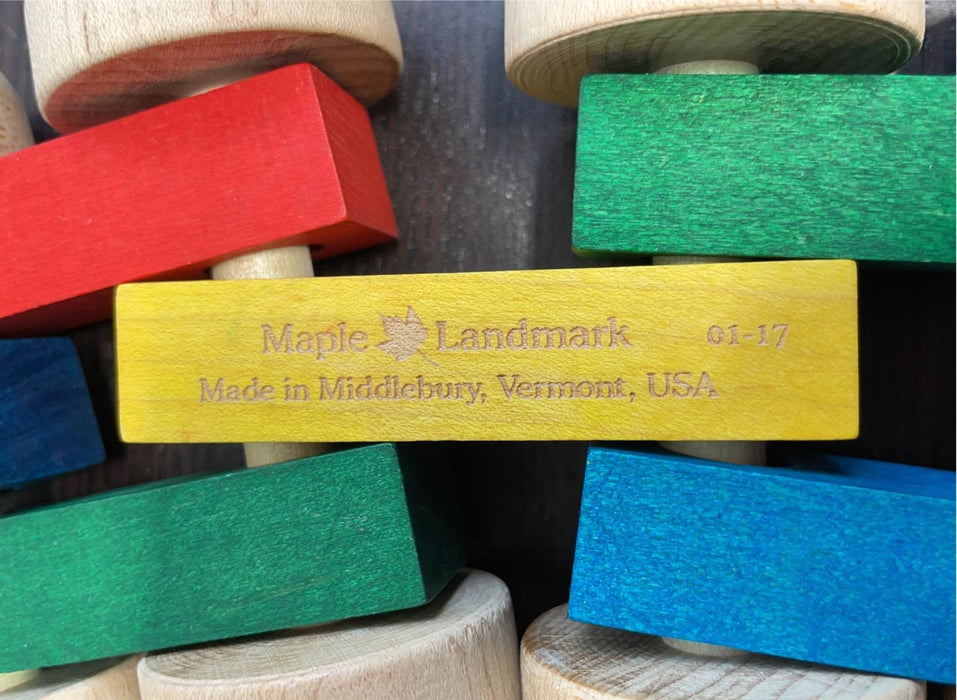 Maple Landmark 01-17
Made in Middlebury, Vermont, USA